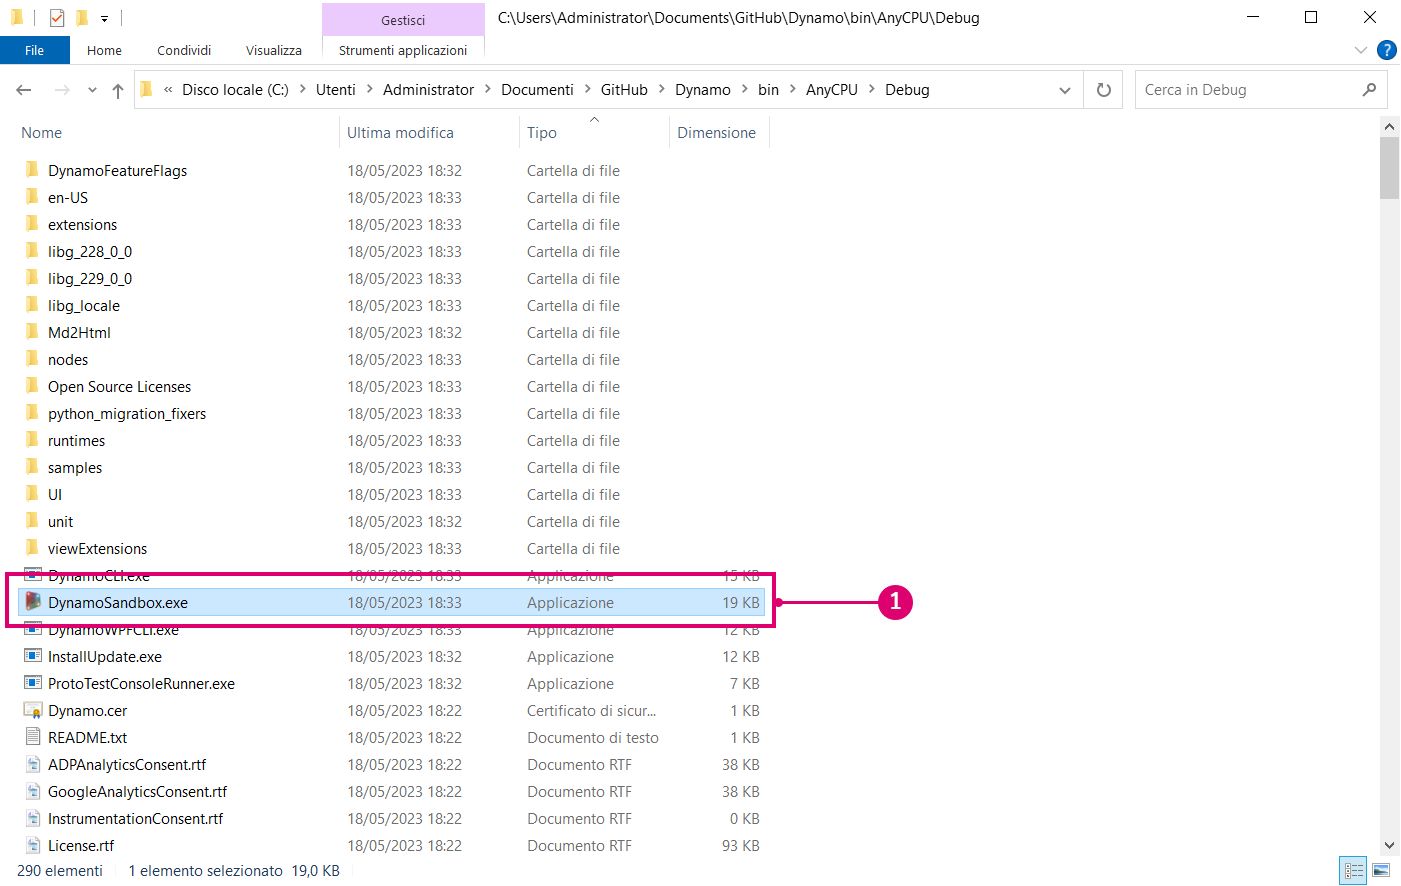 Gestisci
C:\Users\Administrator\Documents\GitHub\Dynamo\bin\AnyCPU\Debug
File Home Condividi Visualizza Strumenti applicazioni
?
« Disco locale (C:) > Utenti > Administrator > Documenti > GitHub > Dynamo > bin > AnyCPU > Debug
Cerca in Debug
Nome Ultima modifica Tipo Dimensione
DynamoFeatureFlags 18/05/2023 18:32 Cartella di file
en-US 18/05/2023 18:33 Cartella di file
extensions 18/05/2023 18:33 Cartella di file
libg_228_0_0 18/05/2023 18:33 Cartella di file
libg_229_0_0 18/05/2023 18:33 Cartella di file
libg_locale 18/05/2023 18:33 Cartella di file
Md2Html 18/05/2023 18:32 Cartella di file
nodes 18/05/2023 18:33 Cartella di file
Open Source Licenses 18/05/2023 18:33 Cartella di file
python_migration_fixers 18/05/2023 18:33 Cartella di file
runtimes 18/05/2023 18:33 Cartella di file
samples 18/05/2023 18:33 Cartella di file
UI 18/05/2023 18:33 Cartella di file
unit 18/05/2023 18:32 Cartella di file
viewExtensions 18/05/2023 18:33 Cartella di file
DynamoCLI.exe 18/05/2023 18:33 Applicazione 15 KB
DynamoSandbox.exe 18/05/2023 18:33 Applicazione 19 KB
1
DynamoWPFCLI.exe 18/05/2023 18:33 Applicazione 12 KB
InstallUpdate.exe 18/05/2023 18:32 Applicazione 12 KB
ProtoTestConsoleRunner.exe 18/05/2023 18:32 Applicazione 7 KB
Dynamo.cer 18/05/2023 18:22 Certificato di sicur... 1 KB
README.txt 18/05/2023 18:22 Documento di testo 1 KB
ADPAnalyticsConsent.rtf 18/05/2023 18:22 Documento RTF 38 KB
GoogleAnalyticsConsent.rtf 18/05/2023 18:22 Documento RTF 38 KB
InstrumentationConsent.rtf 18/05/2023 18:22 Documento RTF 0 KB
License.rtf 18/05/2023 18:22 Documento RTF 93 KB
290 elementi 1 elemento selezionato 19,0 KB